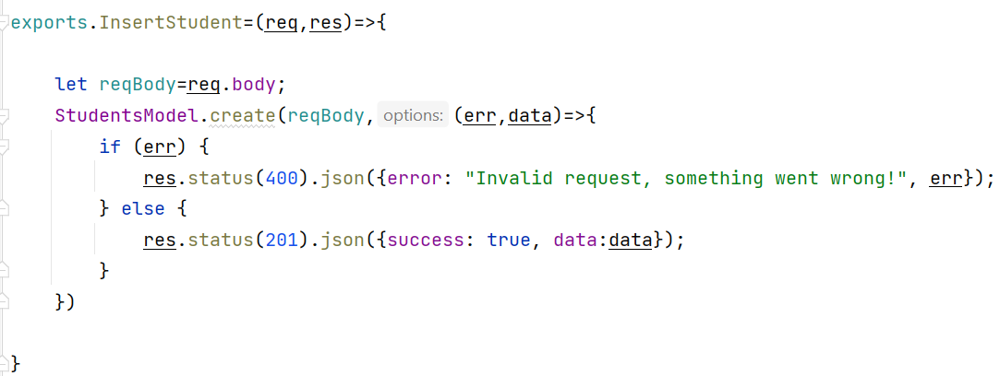 exports.InsertStudent=(req,res)=>{
let reqBody=req.body;
StudentsModel.create(reqBody, options: (err,data)=>{
if (err) {
res.status(400).json({error: "Invalid request, something went wrong!", err});
} else {
res.status(201).json({success: true, data:data});
}
})
}